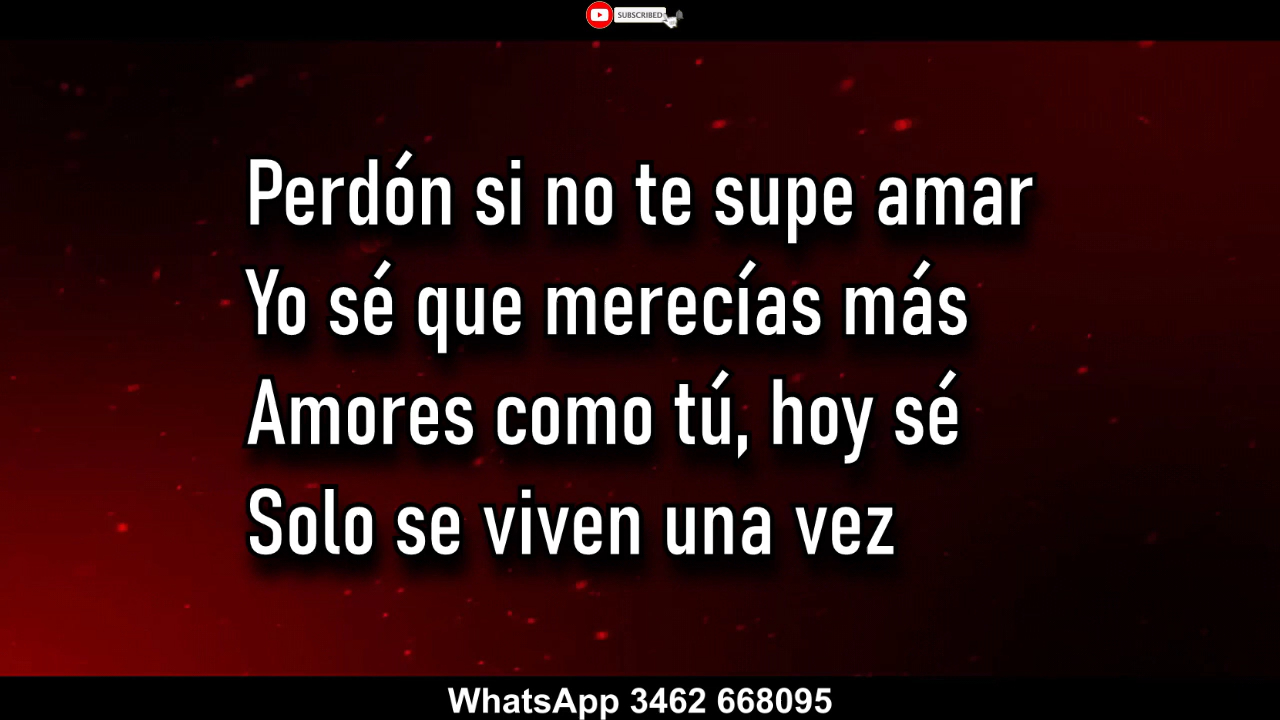 SUBSCRIBED
Perdón si no te supe amar
Yo sé que merecías más
Amores como tú, hoy sé
Solo se viven una vez
WhatsApp 3462 668095